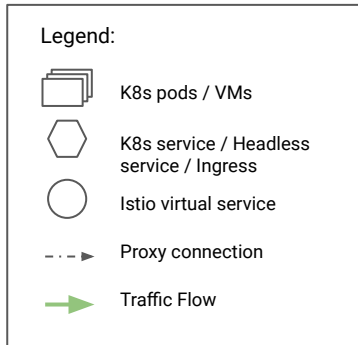 Legend:
K8s pods / VMs
K8s service / Headless
service / Ingress
Istio virtual service
Proxy connection
Traffic Flow